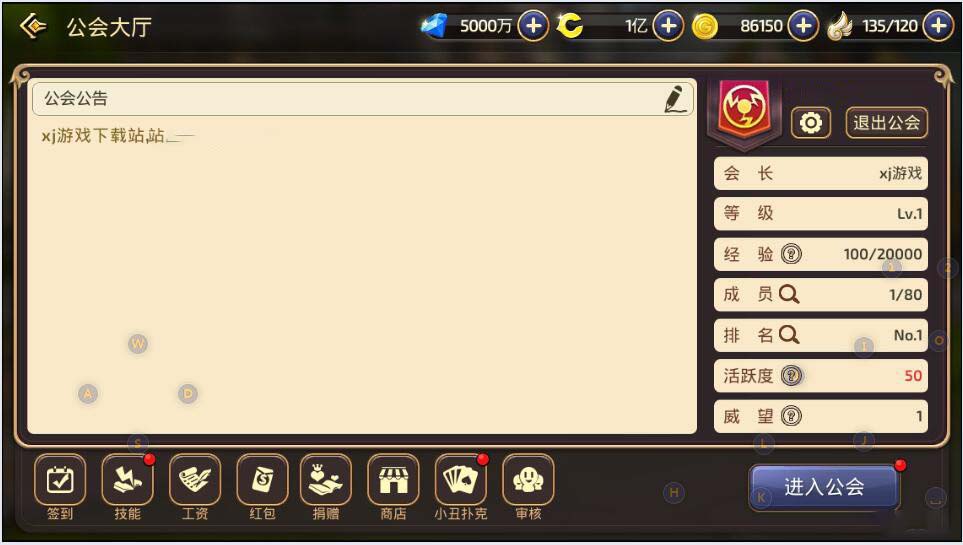 公会大厅 5000万 1亿 86150 135/120
公会公告
xj游戏下载站,站
退出公会
会 长 xj游戏
等 级 Lv.1
经 验 100/20000
成 员 1/80
排 名 No.1
活跃度 50
威 望 1
1 2
W
I O
A D
S L J
H K
签到 技能 工资 红包 捐赠 商店 小丑扑克 审核
进入公会